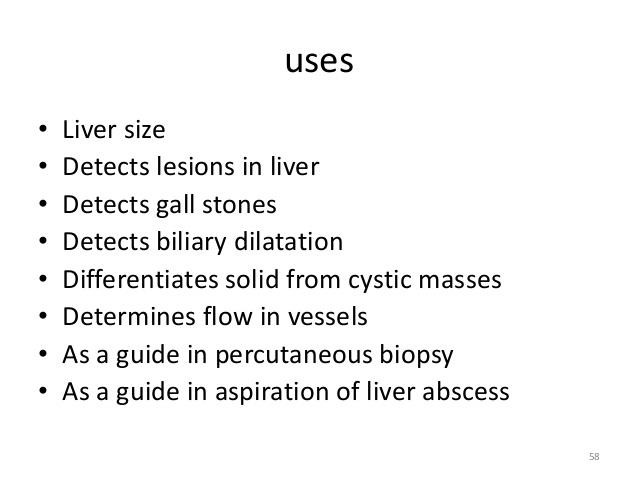 uses
• Liver size
• Detects lesions in liver
• Detects gall stones
• Detects biliary dilatation
• Differentiates solid from cystic masses
• Determines flow in vessels
• As a guide in percutaneous biopsy
• As a guide in aspiration of liver abscess
58